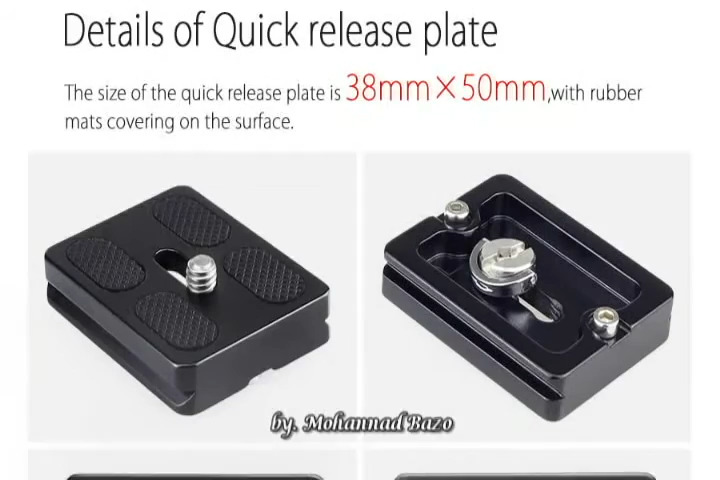 Details of Quick release plate
The size of the quick release plate is 38mm×50mm,with rubber
mats covering on the surface.
by. Mohannad Bazo